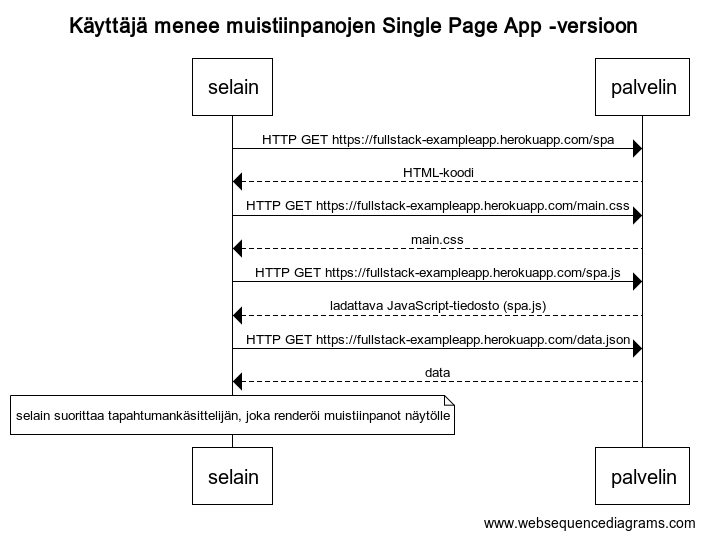 Käyttäjä menee muistiinpanojen Single Page App -versioon
selain palvelin
HTTP GET https://fullstack-exampleapp.herokuapp.com/spa
HTML-koodi
HTTP GET https://fullstack-exampleapp.herokuapp.com/main.css
main.css
HTTP GET https://fullstack-exampleapp.herokuapp.com/spa.js
ladattava JavaScript-tiedosto (spa.js)
HTTP GET https://fullstack-exampleapp.herokuapp.com/data.json
data
selain suorittaa tapahtumankäsittelijän, joka renderöi muistiinpanot näytölle
selain palvelin
www.websequencediagrams.com